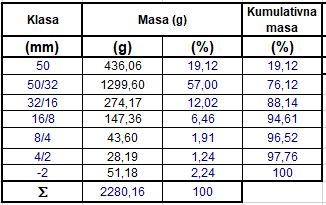 Klasa Masa (g) Kumulativna masa
(mm) (g) (%) (%)
50 436,06 19,12 19,12
50/32 1299,60 57,00 76,12
32/16 274,17 12,02 88,14
16/8 147,36 6,46 94,61
8/4 43,60 1,91 96,52
4/2 28,19 1,24 97,76
-2 51,18 2,24 100
Σ 2280,16 100